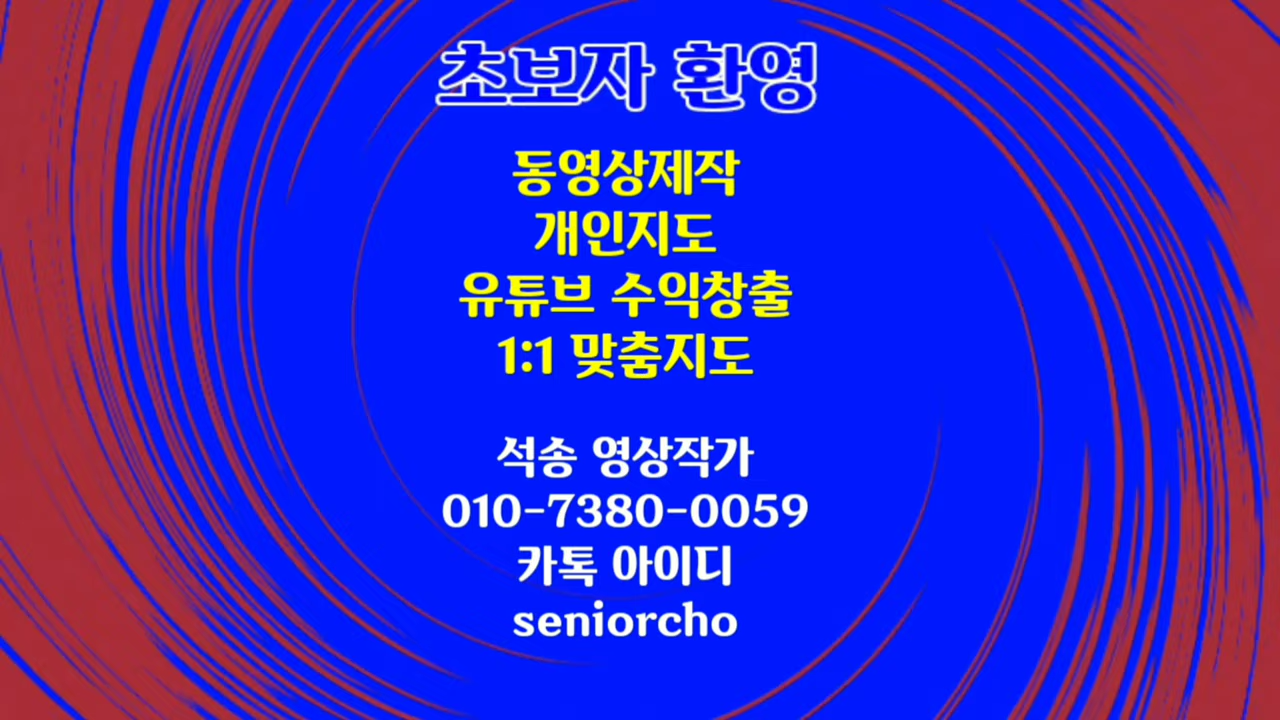 초보자 환영
동영상제작
개인지도
유튜브 수익창출
1:1 맞춤지도
석송 영상작가
010-7380-0059
카톡 아이디
seniorcho